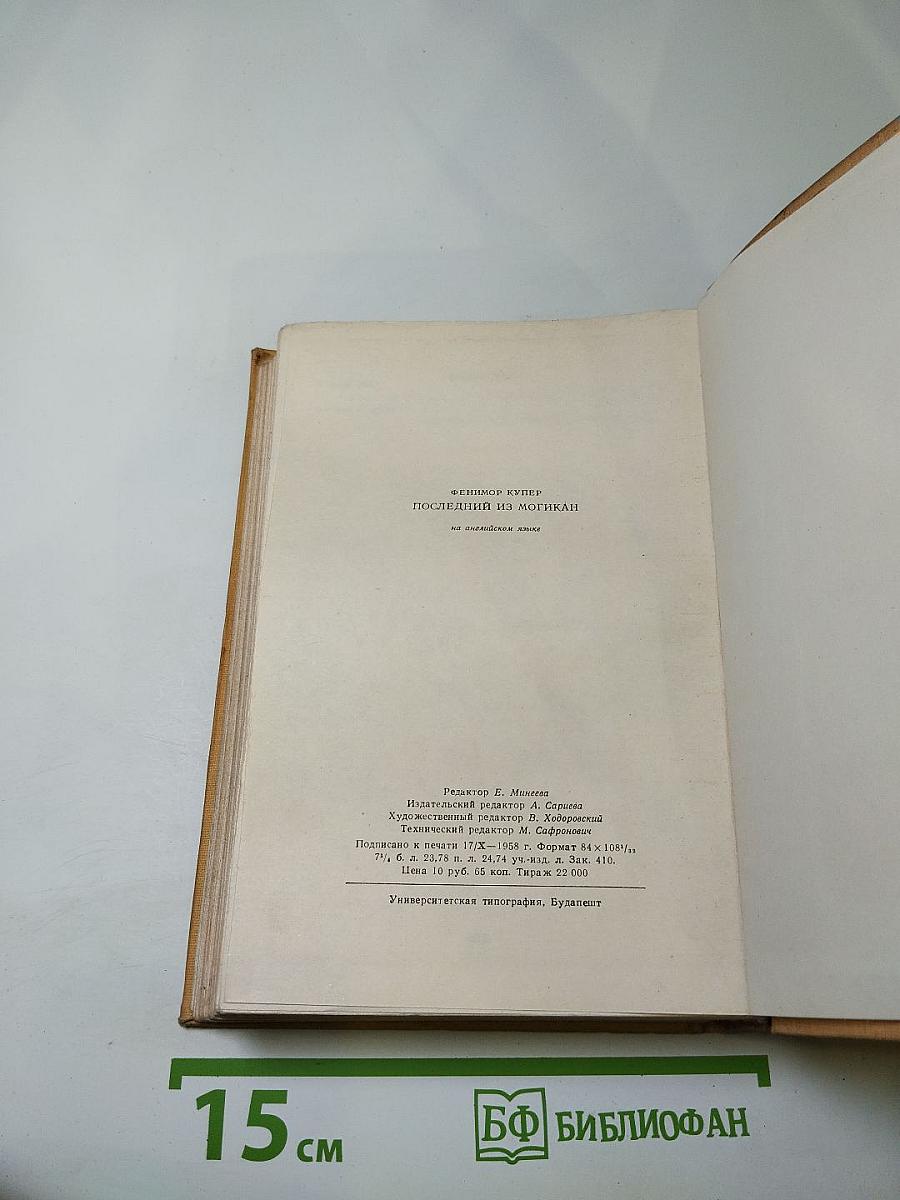 ФЕНИМОР КУПЕР
ПОСЛЕДНИЙ ИЗ МОГИКАН
на английском языке
Редактор Е. Минеева
Издательский редактор А. Сариева
Художественный редактор В. Ходоровский
Технический редактор М. Сафронович
Подписано к печати 17/X—1958 г. Формат 84×108¹/₃₂
7¹/₄ б. л. 23,78 п. л. 24,74 уч.-изд. л. Зак. 410.
Цена 10 руб. 65 коп. Тираж 22 000
Университетская типография, Будапешт
15 см
БФ БИБЛИОФАН